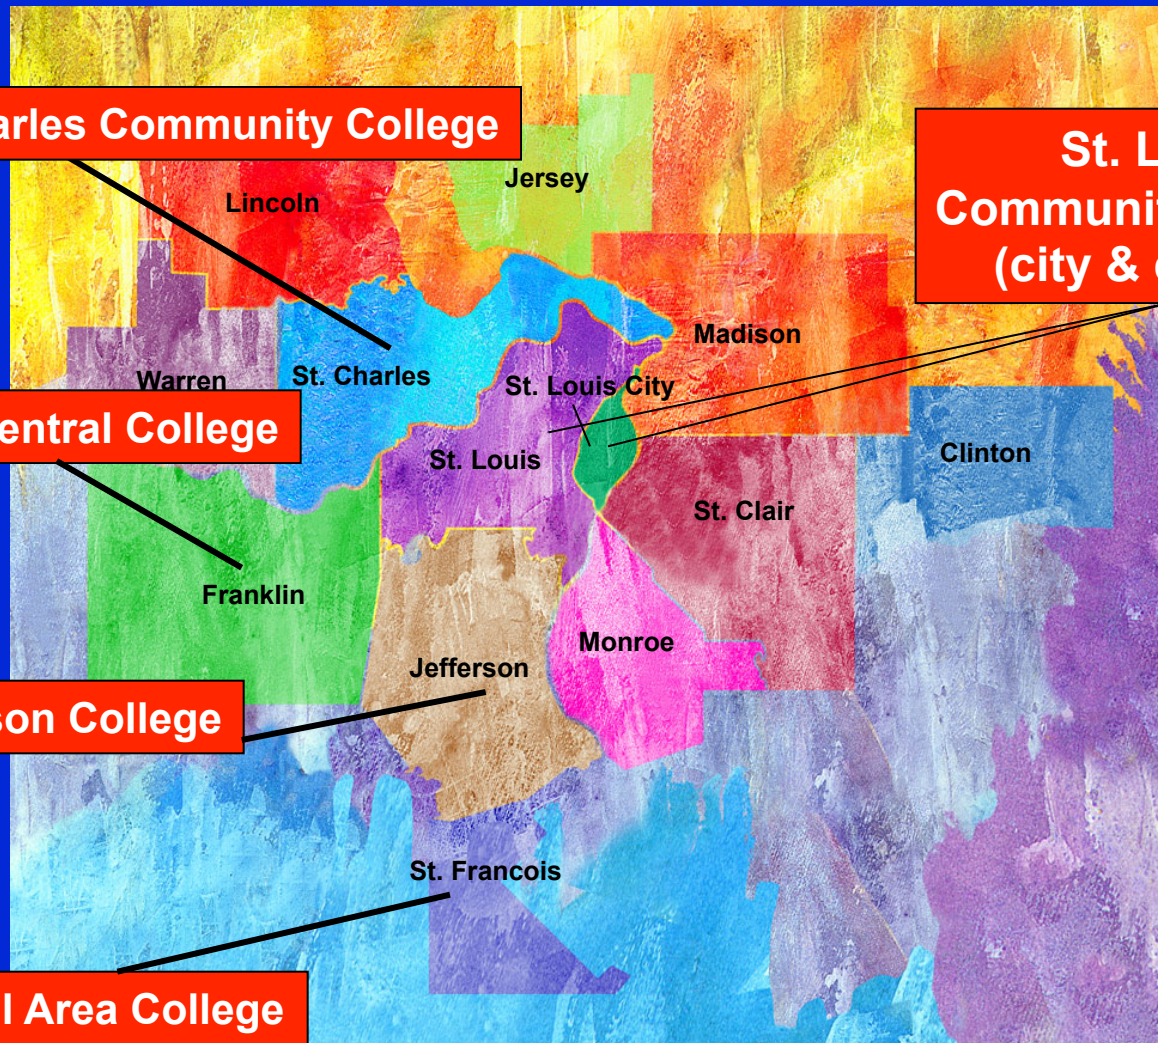 arles Community College
St. L
Communit
(city &
Jersey
Lincoln
Madison
Warren
St. Charles
St. Louis City
entral College
St. Louis
Clinton
St. Clair
Franklin
Monroe
Jefferson
son College
St. Francois
l Area College